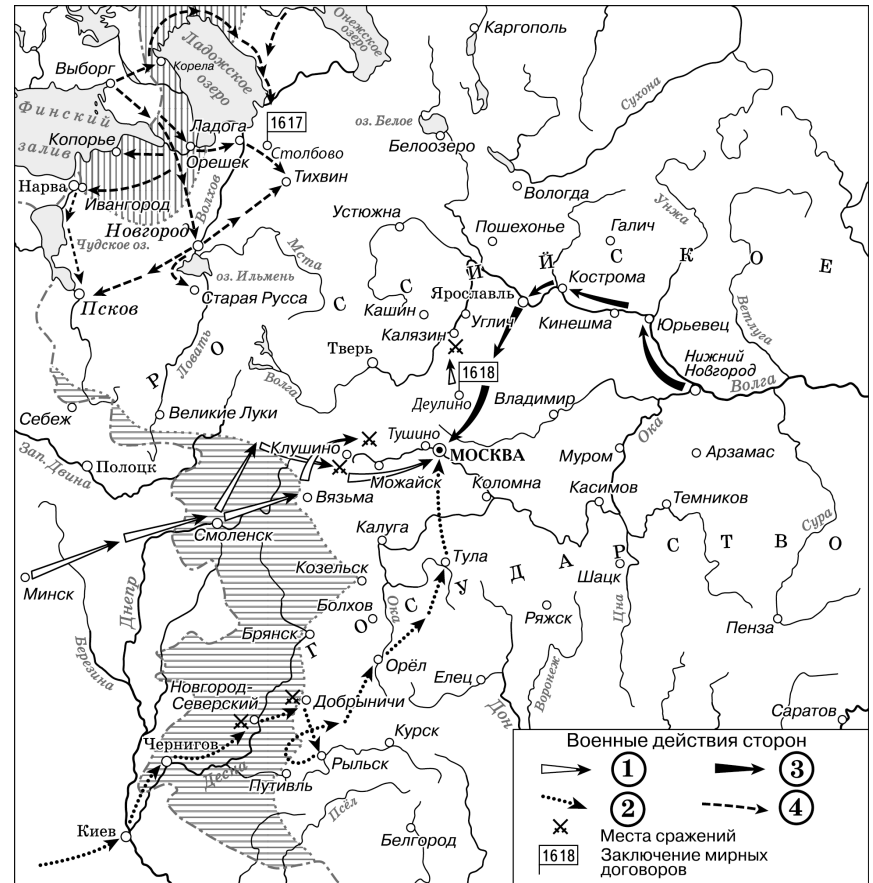 Онежское
озеро
Каргополь
Ладожское
озеро
Корела
Выборг
Сухона
Финский
залив
1617
оз. Белое
Ладога
Копорье
Столбово
Белоозеро
Орешек
Тихвин
Нарва
Ивангород
Волхов
Вологда
Унжа
Новгород
Устюжна
Пошехонье
Галич
Чудское оз.
Мста
оз. Ильмень
РОССИЙСКОЕ
Псков
Старая Русса
Ярославль
Кострома
Кашин
Углич
Кинешма
Юрьевец
Ветлуга
Калязин
Тверь
Ловать
Нижний
Новгород
Волга
1618
Волга
Деулино
Владимир
Себеж
Великие Луки
Тушино
Ока
Клушино
МОСКВА
Зап. Двина
Полоцк
Муром
Арзамас
Можайск
Вязьма
Коломна
Касимов
Темников
Смоленск
Калуга
Сура
ГОСУДАРСТВО
Тула
Минск
Козельск
Шацк
Днепр
Ока
Цна
Болхов
Ряжск
Березина
Брянск
Пенза
Орёл
Елец
Воронеж
Новгород-
Северский
Добрыничи
Дон
Саратов
Курск
Чернигов
Рыльск
Десна
Путивль
Псёл
Киев
Белгород
Военные действия сторон
1
3
2
4
Места сражений
1618
Заключение мирных
договоров